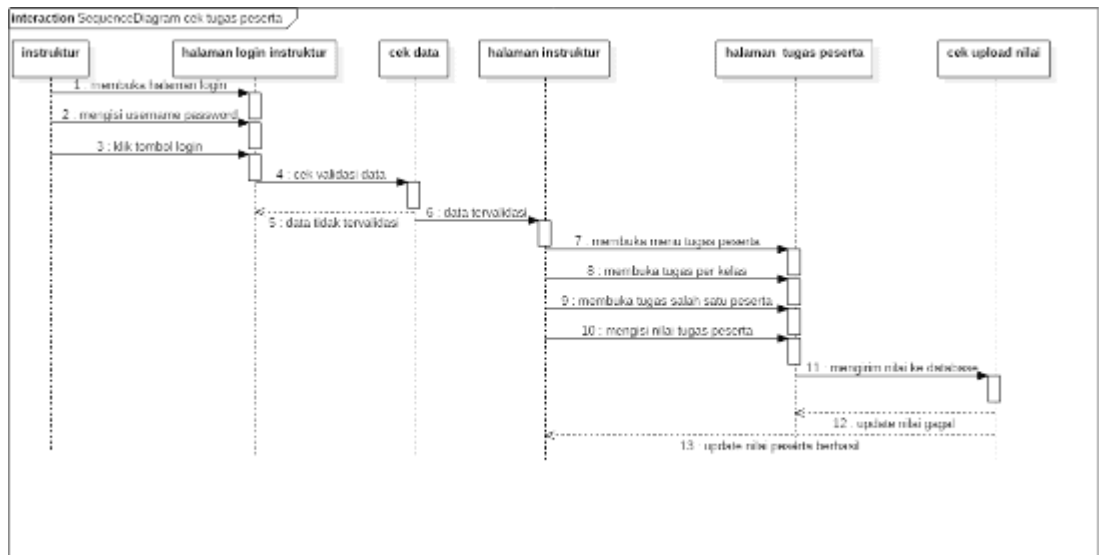 interaction SequenceDiagram cek tugas peserta
instruktur
halaman login instruktur
cek data
halaman instruktur
halaman tugas peserta
cek upload nilai
1 : membuka halaman login
2 : mengisi username password
3 : klik tombol login
4 : cek validasi data
5 : data tidak tervalidasi
6 : data tervalidasi
7 : membuka menu tugas peserta
8 : membuka tugas per kelas
9 : membuka tugas salah satu peserta
10 : mengisi nilai tugas peserta
11 : mengirim nilai ke database
12 : update nilai gagal
13 : update nilai peserta berhasil